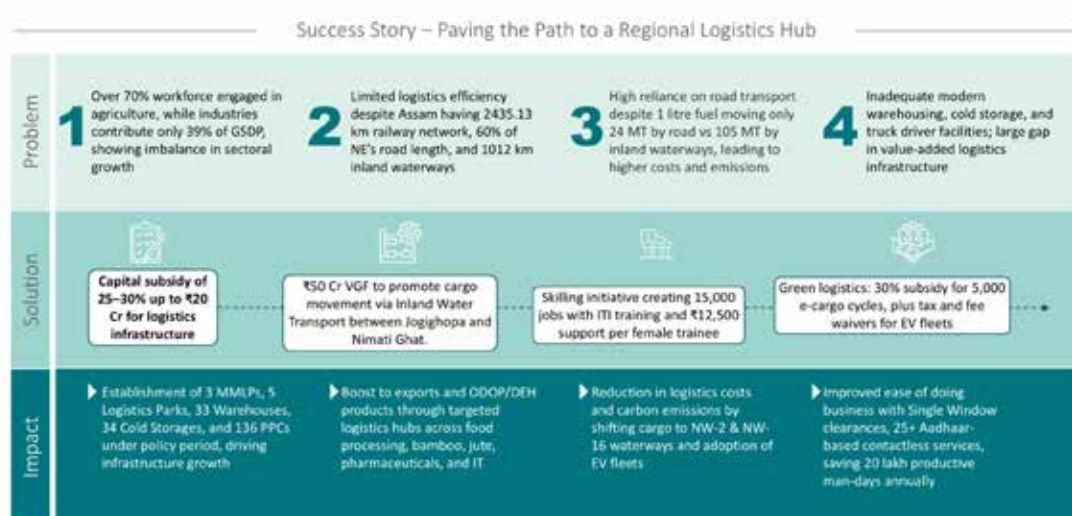 Success Story – Paving the Path to a Regional Logistics Hub
Problem
1
Over 70% workforce engaged in
agriculture, while industries
contribute only 39% of GSDP,
showing imbalance in sectoral
growth
2
Limited logistics efficiency
despite Assam having 2435.13
km railway network, 60% of
NE's road length, and 1012 km
inland waterways
3
High reliance on road transport
despite 1 litre fuel moving only
24 MT by road vs 105 MT by
inland waterways, leading to
higher costs and emissions
4
Inadequate modern
warehousing, cold storage, and
truck driver facilities; large gap
in value-added logistics
infrastructure
Solution
Capital subsidy of
25–30% up to ₹20
Cr for logistics
infrastructure
₹50 Cr VGF to promote cargo
movement via Inland Water
Transport between Jogighopa and
Nimati Ghat.
Skilling initiative creating 15,000
jobs with ITI training and ₹12,500
support per female trainee
Green logistics: 30% subsidy for 5,000
e-cargo cycles, plus tax and fee
waivers for EV fleets
Impact
Establishment of 3 MMLPs, 5
Logistics Parks, 33 Warehouses,
34 Cold Storages, and 136 PPCs
under policy period, driving
infrastructure growth
Boost to exports and ODOP/DEH
products through targeted
logistics hubs across food
processing, bamboo, jute,
pharmaceuticals, and IT
Reduction in logistics costs
and carbon emissions by
shifting cargo to NW-2 & NW-
16 waterways and adoption of
EV fleets
Improved ease of doing
business with Single Window
clearances, 25+ Aadhaar-
based contactless services,
saving 20 lakh productive
man-days annually